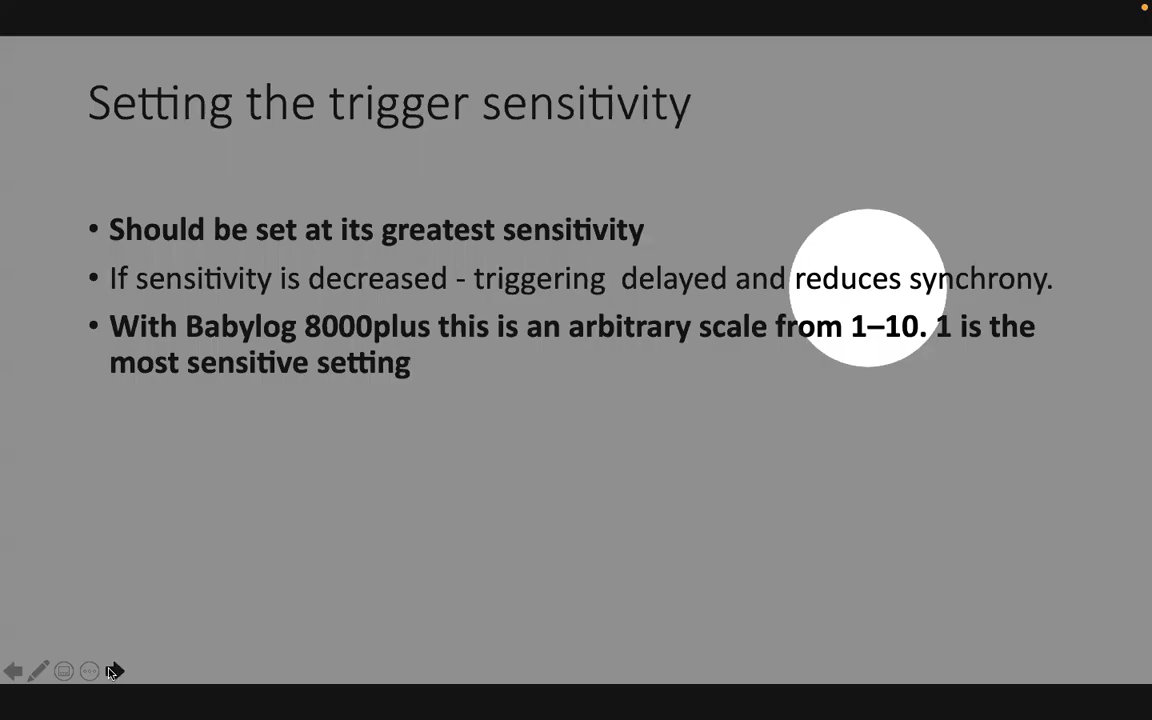 Setting the trigger sensitivity
• Should be set at its greatest sensitivity
• If sensitivity is decreased - triggering  delayed and reduces synchrony.
• With Babylog 8000plus this is an arbitrary scale from 1–10. 1 is the
most sensitive setting